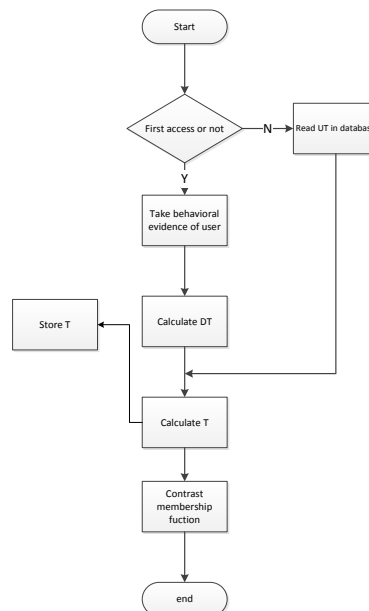 Start
First access or not
N
Read UT in database
Y
Take behavioral
evidence of user
Calculate DT
Store T
Calculate T
Contrast
membership
fuction
end